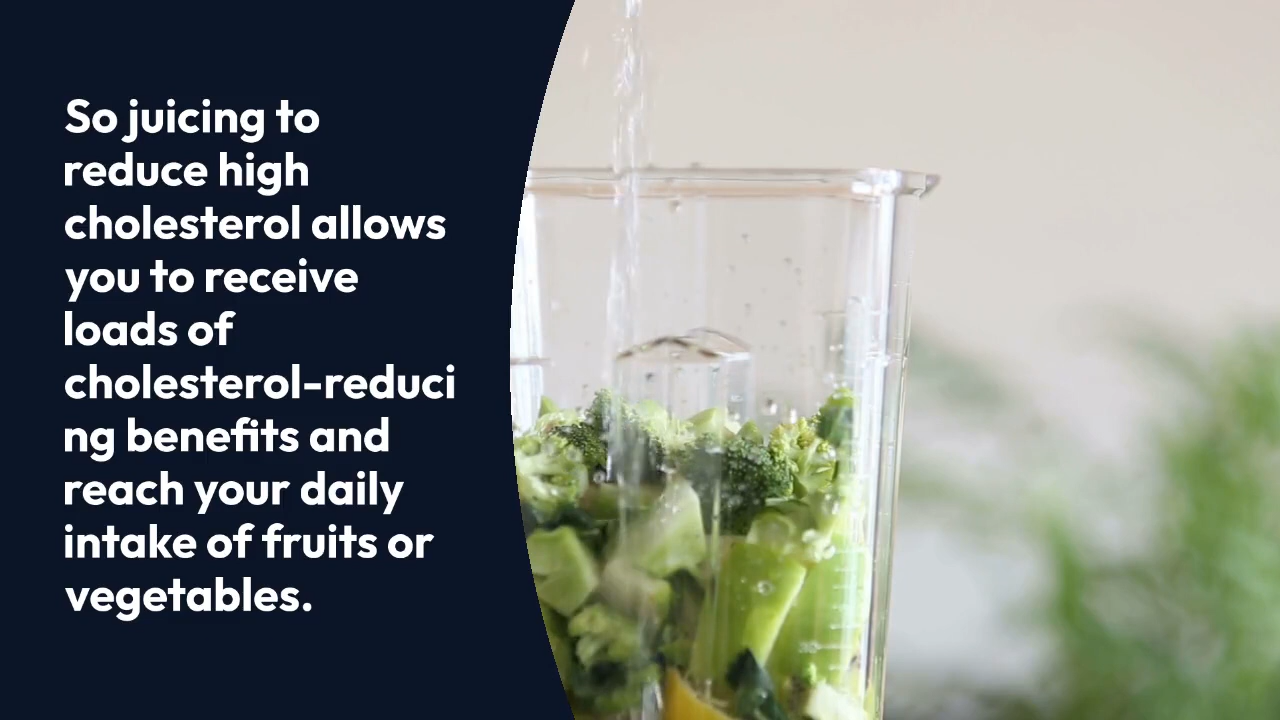 So juicing to
reduce high
cholesterol allows
you to receive
loads of
cholesterol-reduci
ng benefits and
reach your daily
intake of fruits or
vegetables.